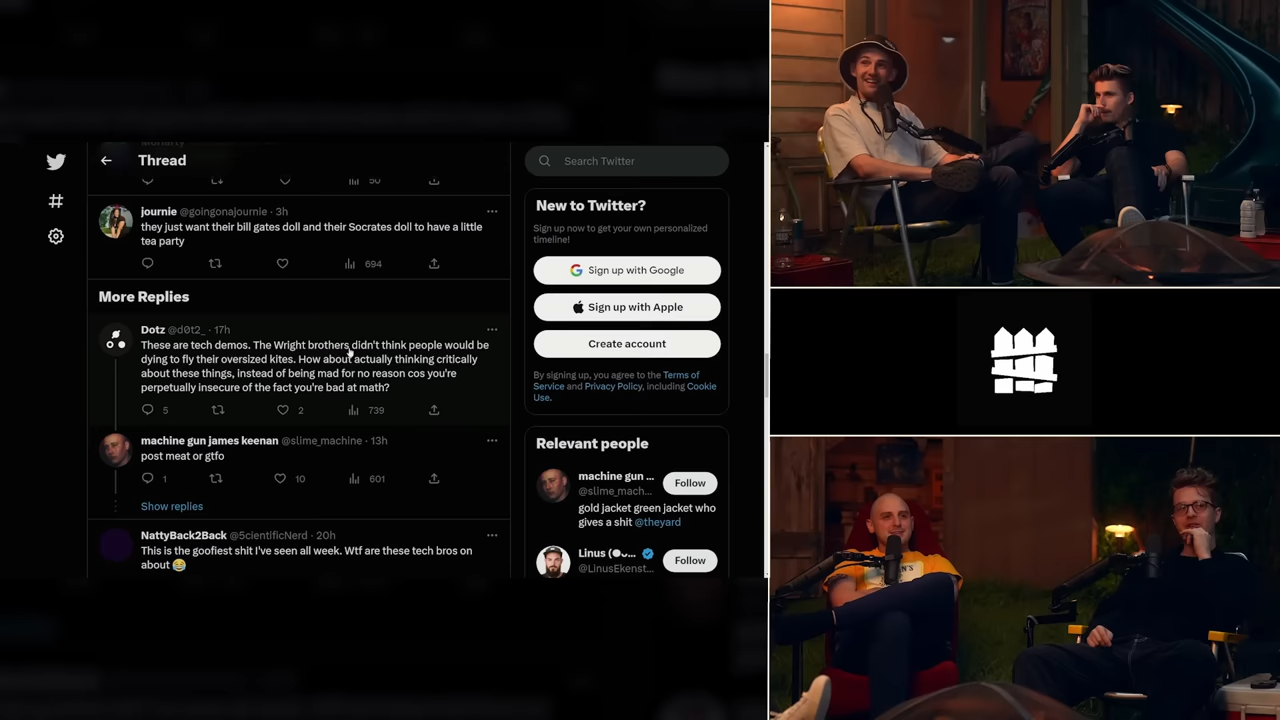 moriarty
Thread
Search Twitter
50
journie @goingonajournie · 3h
they just want their bill gates doll and their Socrates doll to have a little
tea party
694
More Replies
Dotz @d0t2_ · 17h
These are tech demos. The Wright brothers didn't think people would be
dying to fly their oversized kites. How about actually thinking critically
about these things, instead of being mad for no reason cos you're
perpetually insecure of the fact you're bad at math?
5
2
739
machine gun james keenan @slime_machine · 13h
post meat or gtfo
1
10
601
Show replies
NattyBack2Back @5cientificNerd · 20h
This is the goofiest shit I've seen all week. Wtf are these tech bros on
about 😂
New to Twitter?
Sign up now to get your own personalized
timeline!
Sign up with Google
Sign up with Apple
Create account
By signing up, you agree to the Terms of
Service and Privacy Policy, including Cookie
Use.
Relevant people
machine gun ...
@slime_mach...
Follow
gold jacket green jacket who
gives a shit @theyard
Linus
@LinusEkenst...
Follow